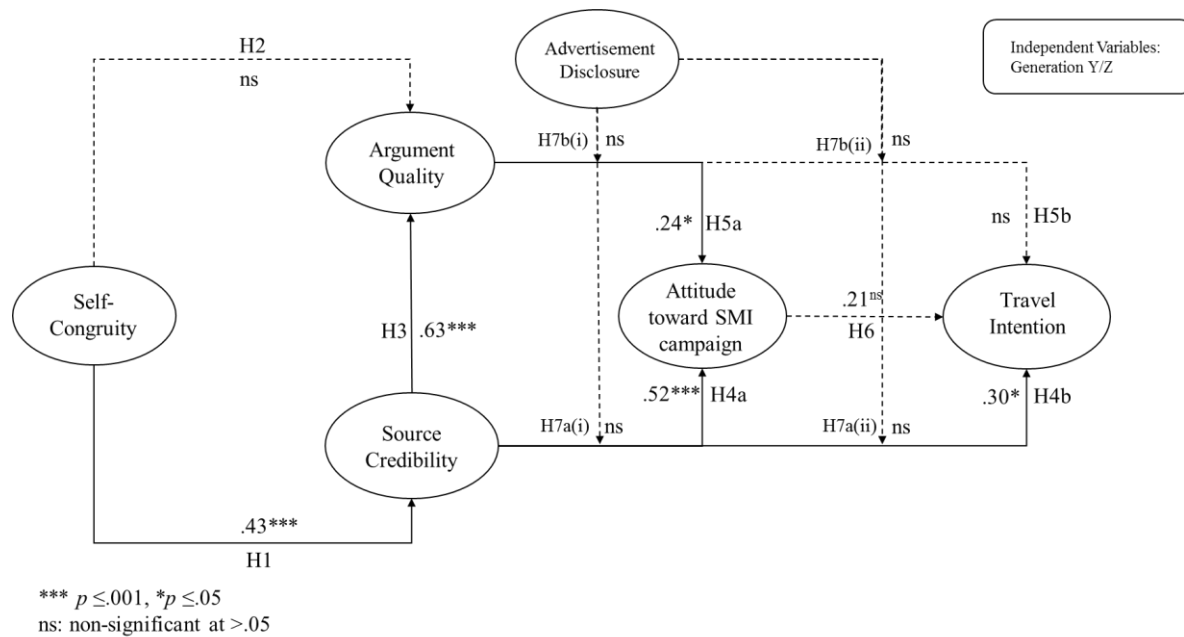 H2
ns
Advertisement
Disclosure
Independent Variables:
Generation Y/Z
H7b(i)
ns
H7b(ii)
ns
Argument
Quality
.24*
H5a
ns
H5b
Self-
Congruity
H3
.63***
Attitude
toward SMI
campaign
.21ns
H6
Travel
Intention
.52***
H4a
.30*
H4b
Source
Credibility
H7a(i)
ns
H7a(ii)
ns
.43***
H1
*** p ≤.001, *p ≤.05
ns: non-significant at >.05